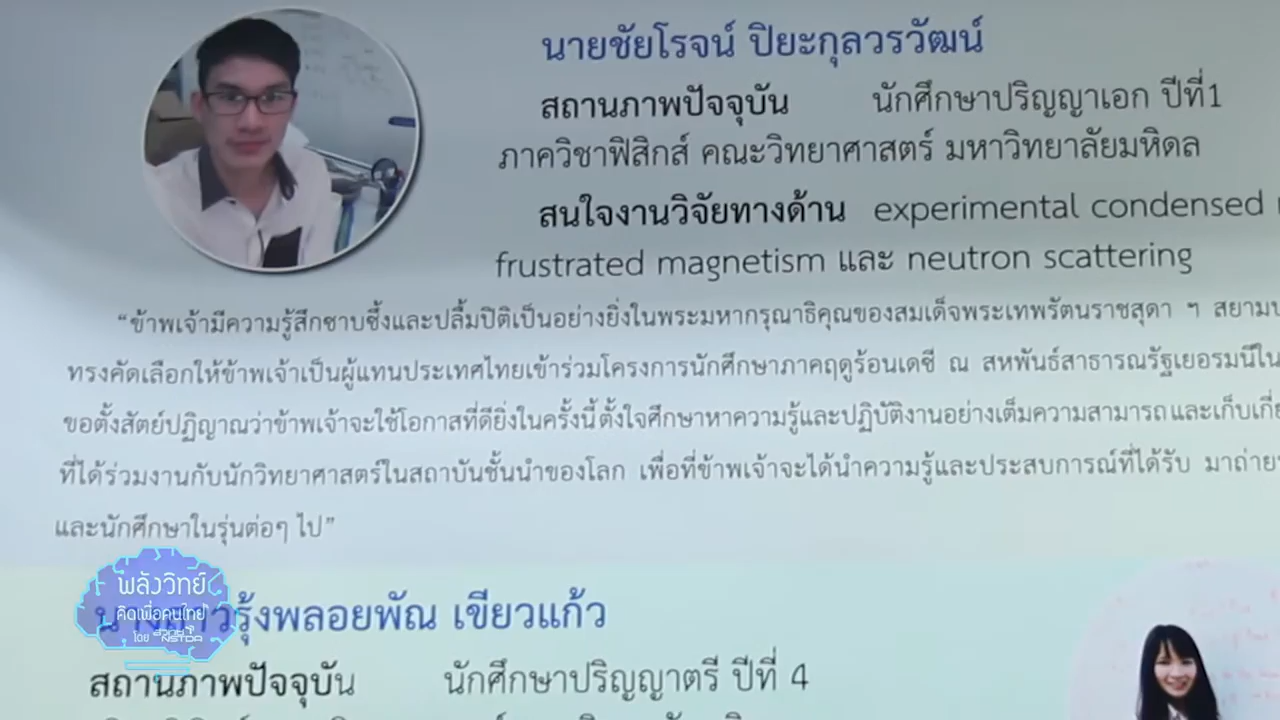 นายชัยโรจน์ ปิยะกุลวรวัฒน์
สถานภาพปัจจุบัน นักศึกษาปริญญาเอก ปีที่1
ภาควิชาฟิสิกส์ คณะวิทยาศาสตร์ มหาวิทยาลัยมหิดล
สนใจงานวิจัยทางด้าน experimental condensed
frustrated magnetism และ neutron scattering
“ข้าพเจ้ามีความรู้สึกซาบซึ้งและปลื้มปิติเป็นอย่างยิ่งในพระมหากรุณาธิคุณของสมเด็จพระเทพรัตนราชสุดา ฯ สยามบ
ทรงคัดเลือกให้ข้าพเจ้าเป็นผู้แทนประเทศไทยเข้าร่วมโครงการนักศึกษาภาคฤดูร้อนเดซี ณ สหพันธ์สาธารณรัฐเยอรมนีใน
ขอตั้งสัตย์ปฏิญาณว่าข้าพเจ้าจะใช้โอกาสที่ดียิ่งในครั้งนี้ ตั้งใจศึกษาหาความรู้และปฏิบัติงานอย่างเต็มความสามารถ และเก็บเกี่
ที่ได้ร่วมงานกับนักวิทยาศาสตร์ในสถาบันชั้นนำของโลก เพื่อที่ข้าพเจ้าจะได้นำความรู้และประสบการณ์ที่ได้รับ มาถ่าย
และนักศึกษาในรุ่นต่อๆ ไป”
นางสาวรุ้งพลอยพัณ เขียวแก้ว
สถานภาพปัจจุบัน นักศึกษาปริญญาตรี ปีที่ 4
พลังวิทย์
คิดเพื่อคนไทย
โดย สวทช NSTDA